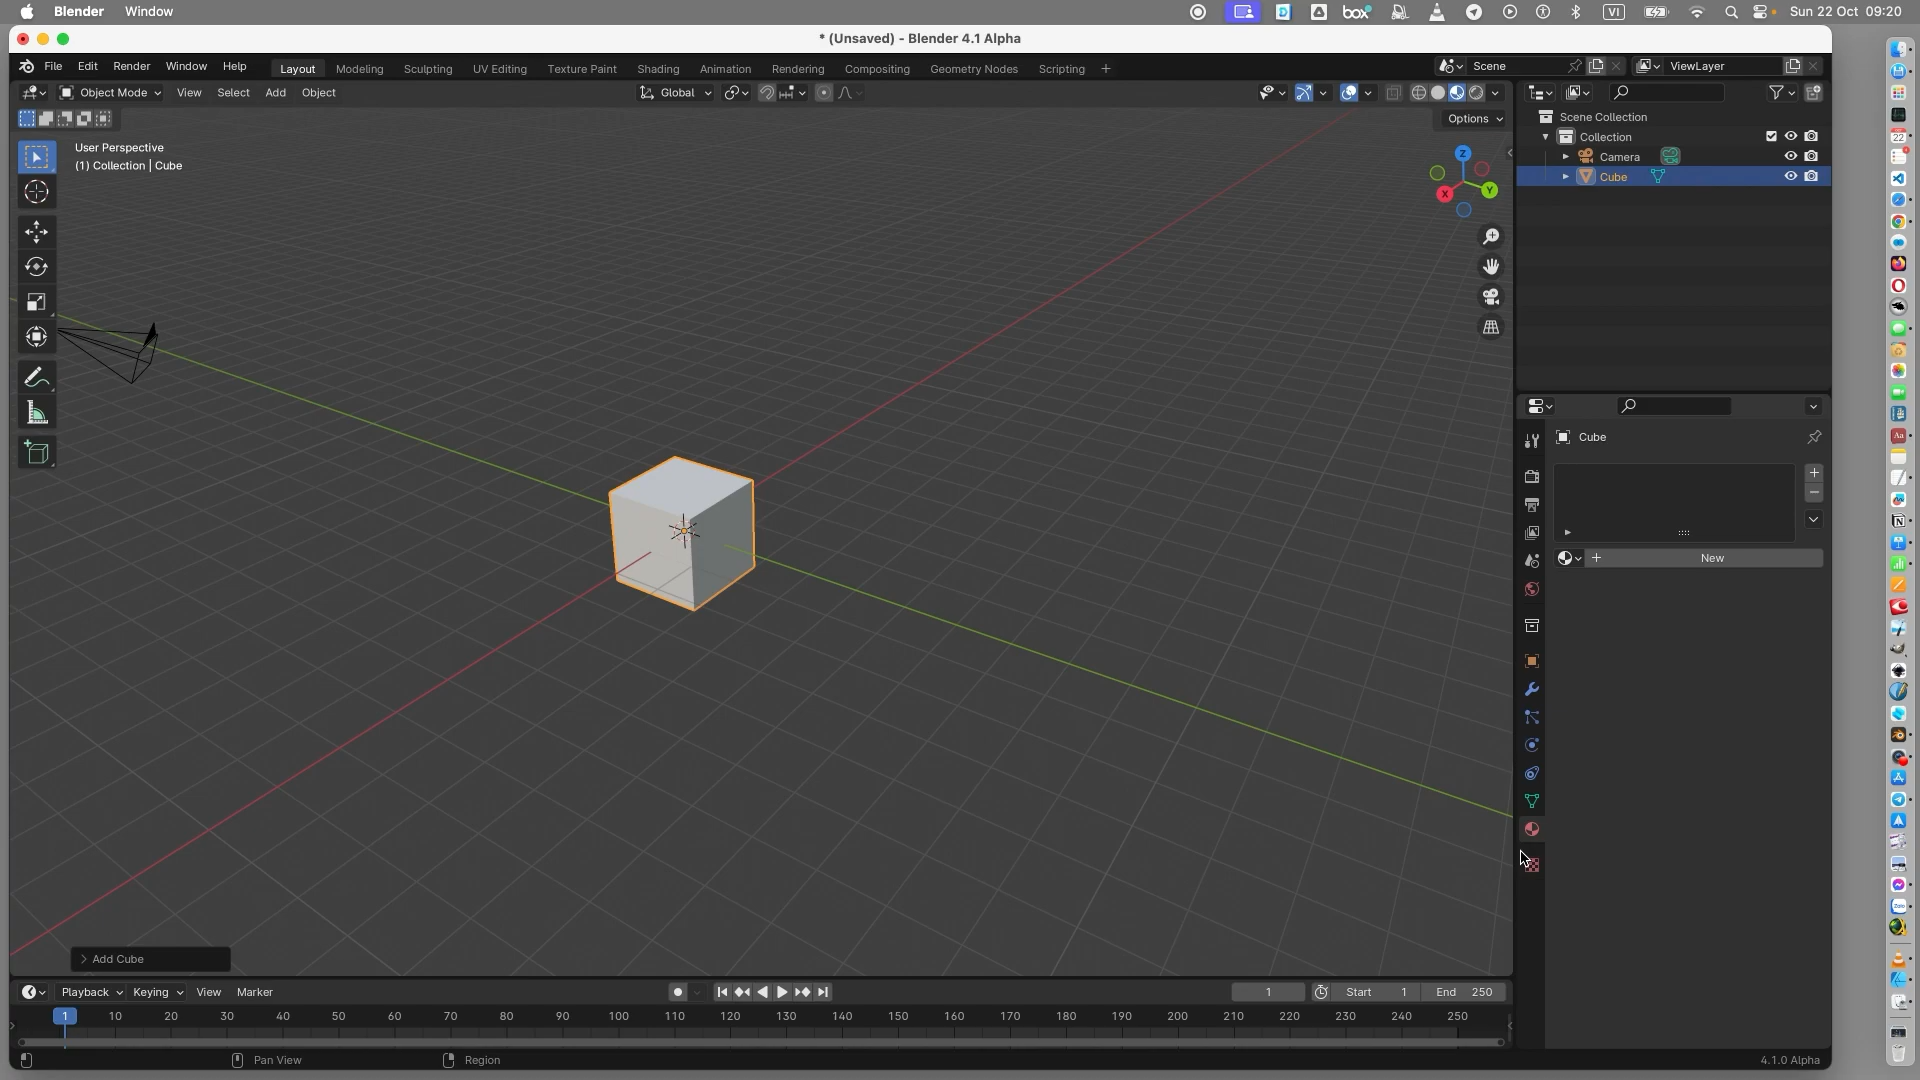 Blender Window box VI Sun 22 Oct 09:20
* (Unsaved) - Blender 4.1 Alpha
File Edit Render Window Help Layout Modeling Sculpting UV Editing Texture Paint Shading Animation Rendering Compositing Geometry Nodes Scripting + Scene ViewLayer
Object Mode View Select Add Object Global
Options
User Perspective
(1) Collection | Cube
Z
Y
X
Scene Collection
Collection
Camera
Cube
Cube
+ New
Add Cube
Playback Keying View Marker 1 Start 1 End 250
1 10 20 30 40 50 60 70 80 90 100 110 120 130 140 150 160 170 180 190 200 210 220 230 240 250
Pan View Region 4.1.0 Alpha